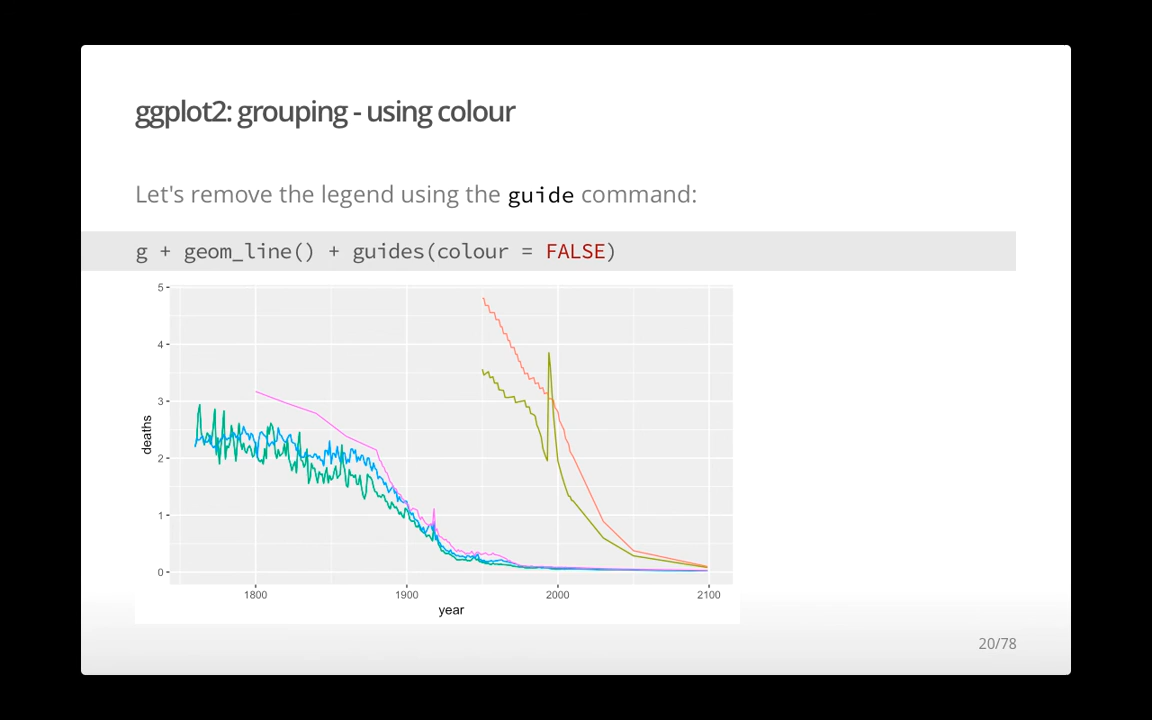 ggplot2: grouping - using colour
Let's remove the legend using the guide command:
g + geom_line() + guides(colour = FALSE)
5
4
3
2
1
0
deaths
1800 1900 2000 2100
year
20/78